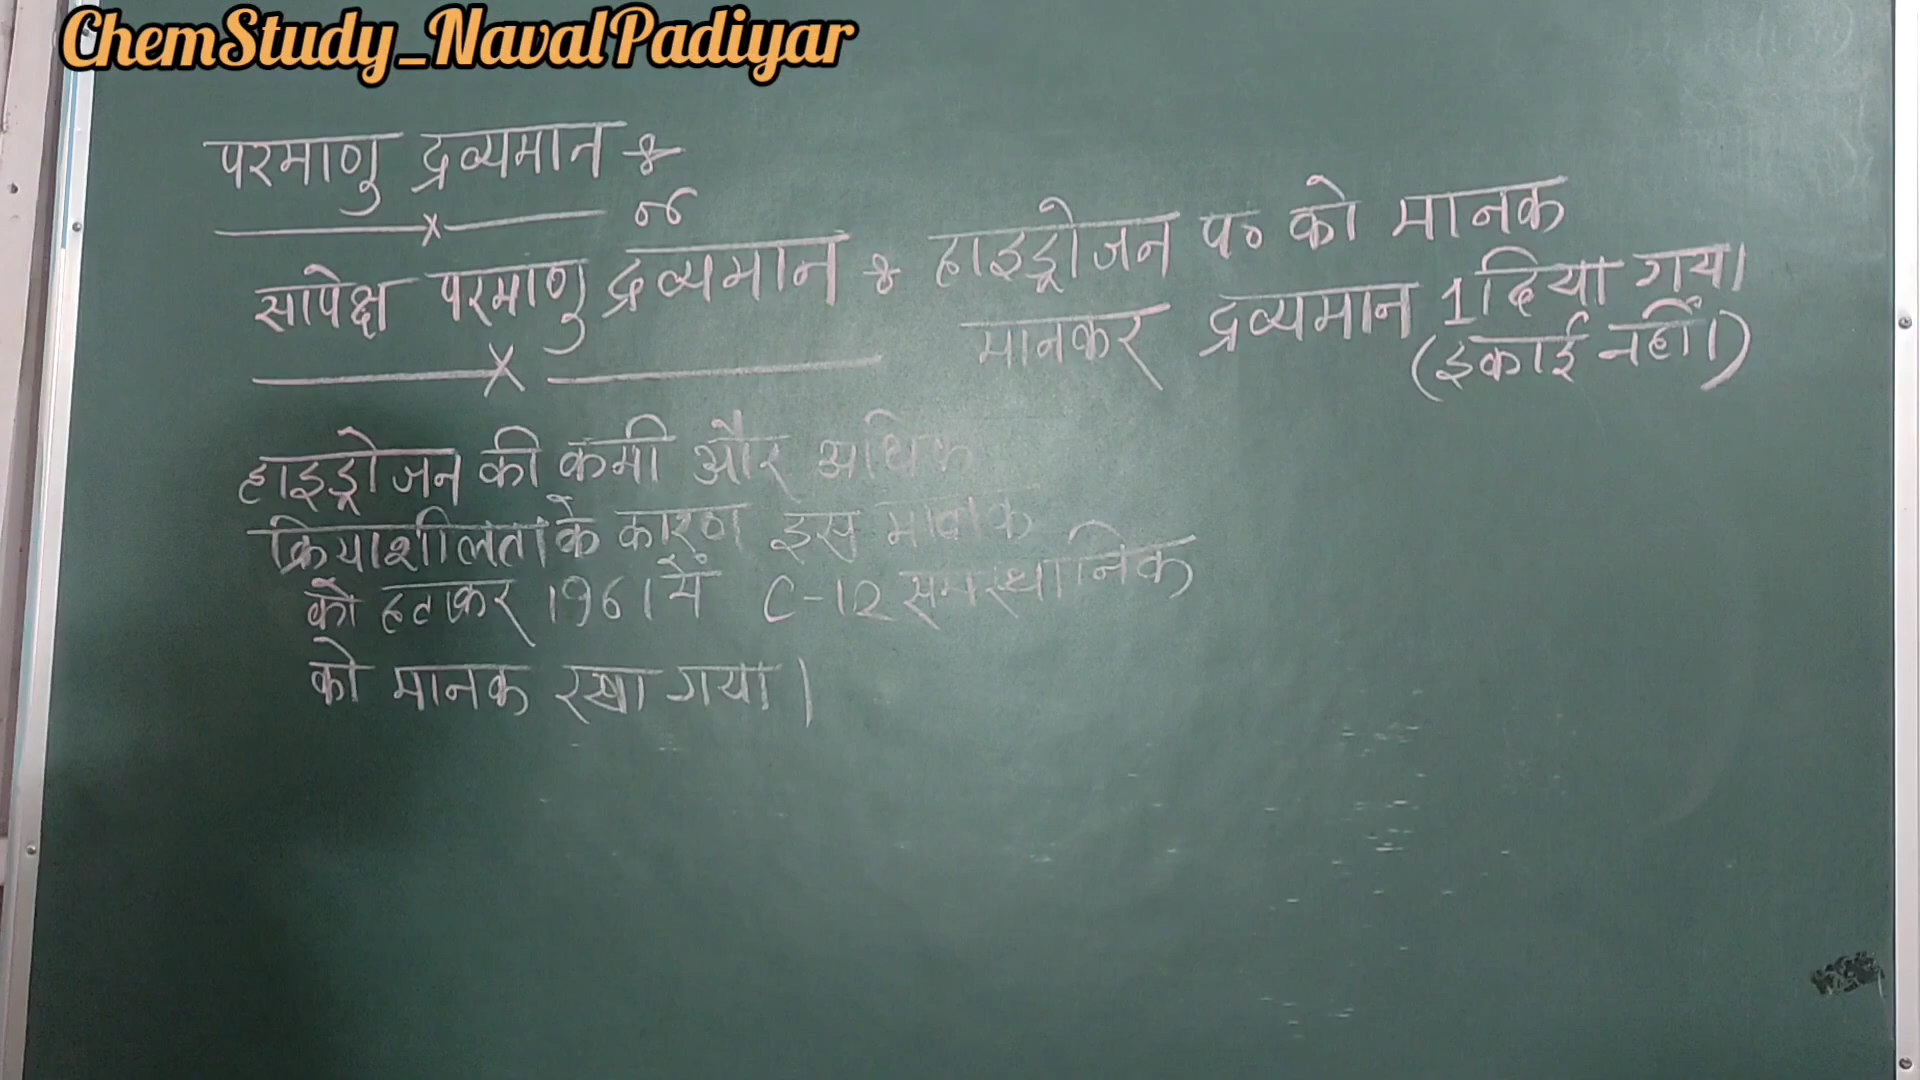 ChemStudy_NavalPadiyar
परमाणु द्रव्यमान :-
or
सापेक्ष परमाणु द्रव्यमान : हाइड्रोजन प० को मानक
मानकर द्रव्यमान 1 दिया गया
(इकाई नहीं।)
हाइड्रोजन की कमी और अधिक
क्रियाशीलता के कारण इस मानक
को हटाकर 1961 में C-12 समस्थानिक
को मानक रखा गया।